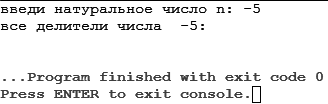 введи натуральное число n: -5
все делители числа  -5:
...Program finished with exit code 0
Press ENTER to exit console.